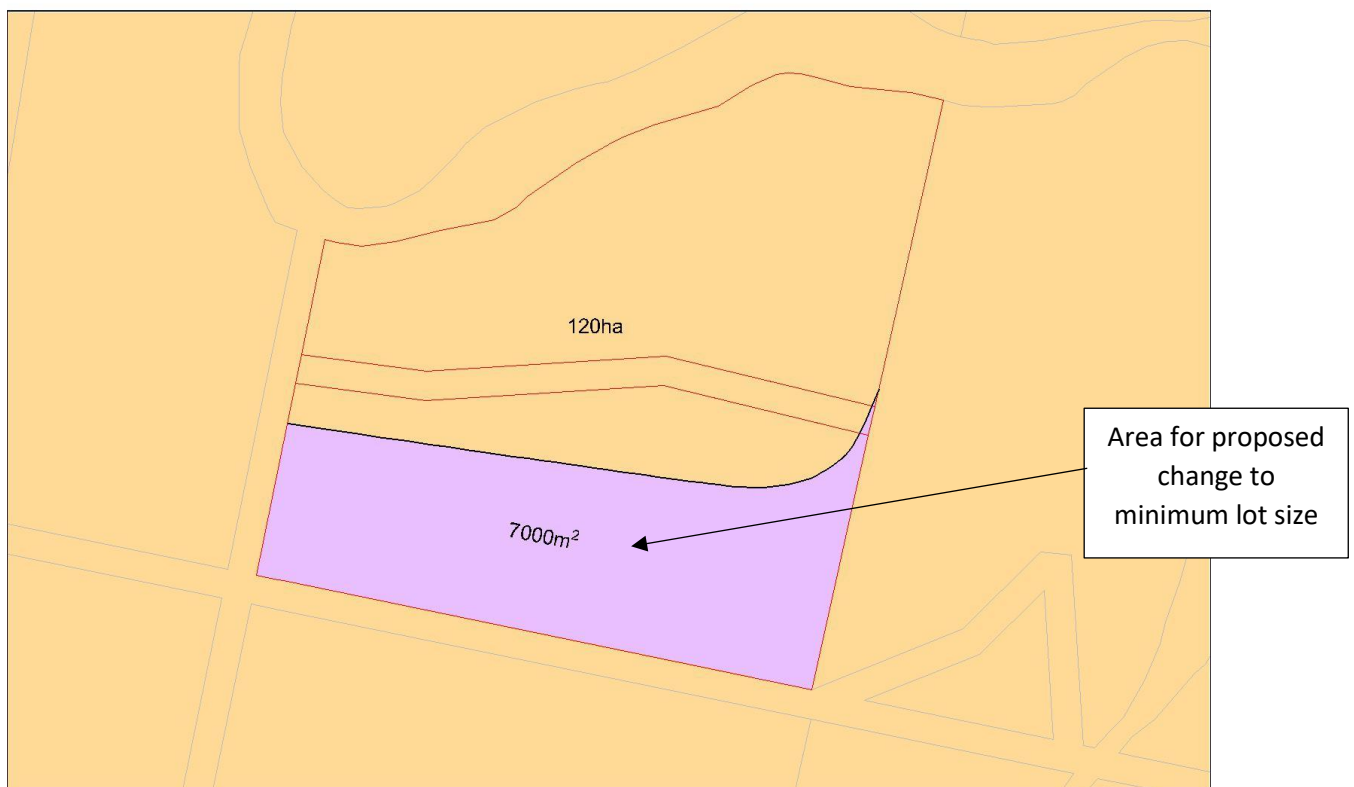 120ha
Area for proposed
change to
minimum lot size
7000m²